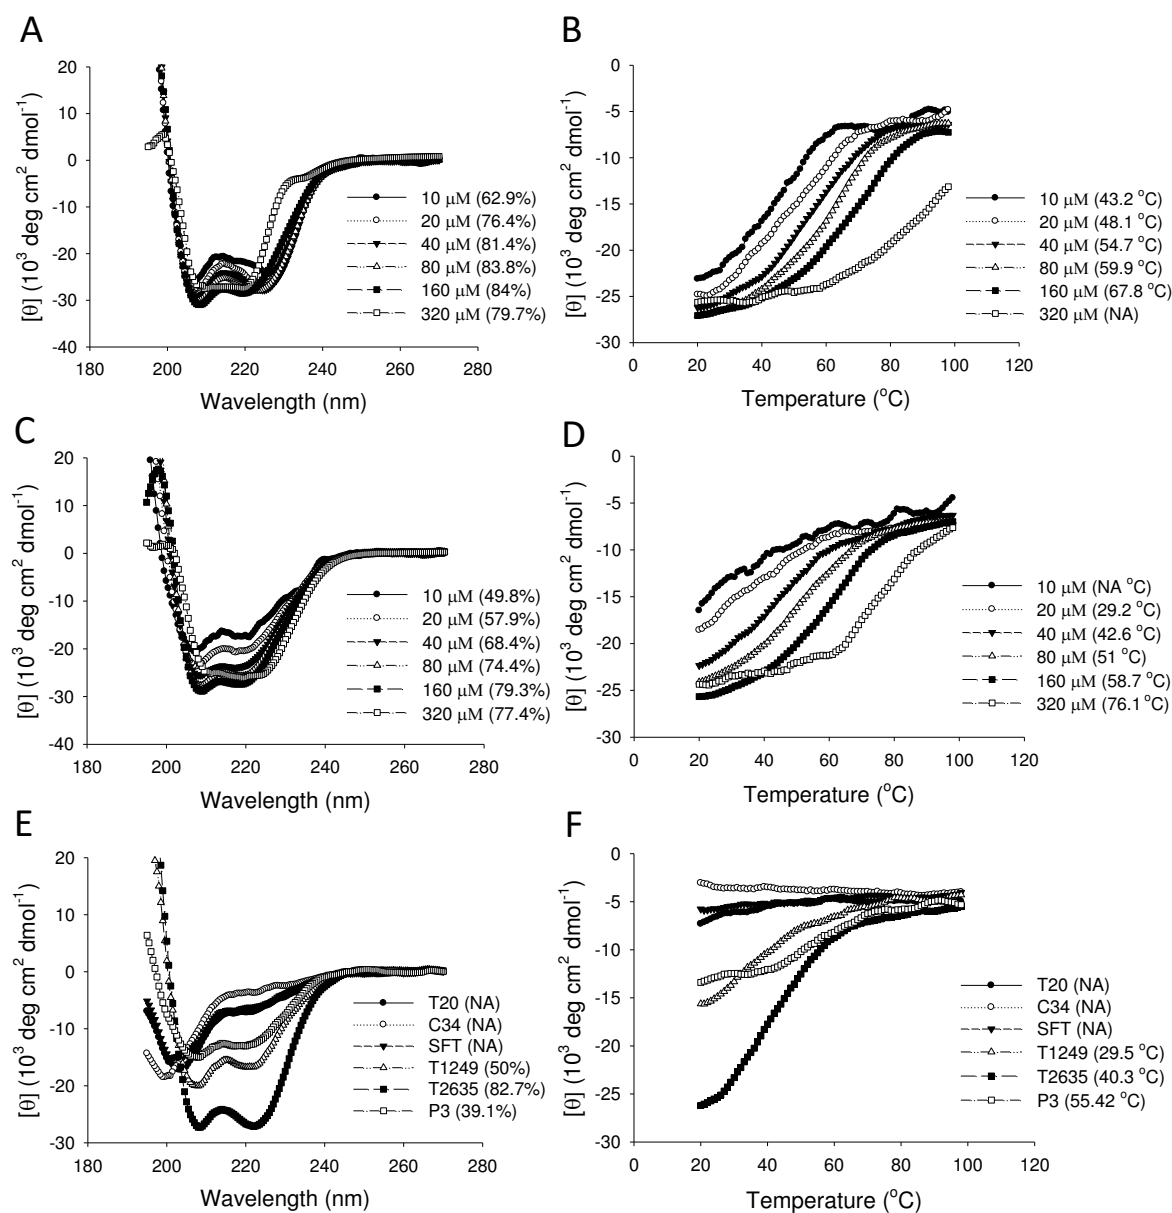 A
20
10
0
-10
-20
-30
-40
180 200 220 240 260 280
[θ] (10³ deg cm² dmol⁻¹)
Wavelength (nm)
10 μM (62.9%)
20 μM (76.4%)
40 μM (81.4%)
80 μM (83.8%)
160 μM (84%)
320 μM (79.7%)
B
0
-5
-10
-15
-20
-25
-30
0 20 40 60 80 100 120
[θ] (10³ deg cm² dmol⁻¹)
Temperature (°C)
10 μM (43.2 °C)
20 μM (48.1 °C)
40 μM (54.7 °C)
80 μM (59.9 °C)
160 μM (67.8 °C)
320 μM (NA)
C
20
10
0
-10
-20
-30
-40
180 200 220 240 260 280
[θ] (10³ deg cm² dmol⁻¹)
Wavelength (nm)
10 μM (49.8%)
20 μM (57.9%)
40 μM (68.4%)
80 μM (74.4%)
160 μM (79.3%)
320 μM (77.4%)
D
0
-5
-10
-15
-20
-25
-30
0 20 40 60 80 100 120
[θ] (10³ deg cm² dmol⁻¹)
Temperature (°C)
10 μM (NA °C)
20 μM (29.2 °C)
40 μM (42.6 °C)
80 μM (51 °C)
160 μM (58.7 °C)
320 μM (76.1 °C)
E
20
10
0
-10
-20
-30
180 200 220 240 260 280
[θ] (10³ deg cm² dmol⁻¹)
Wavelength (nm)
T20 (NA)
C34 (NA)
SFT (NA)
T1249 (50%)
T2635 (82.7%)
P3 (39.1%)
F
0
-5
-10
-15
-20
-25
-30
0 20 40 60 80 100 120
[θ] (10³ deg cm² dmol⁻¹)
Temperature (°C)
T20 (NA)
C34 (NA)
SFT (NA)
T1249 (29.5 °C)
T2635 (40.3 °C)
P3 (55.42 °C)